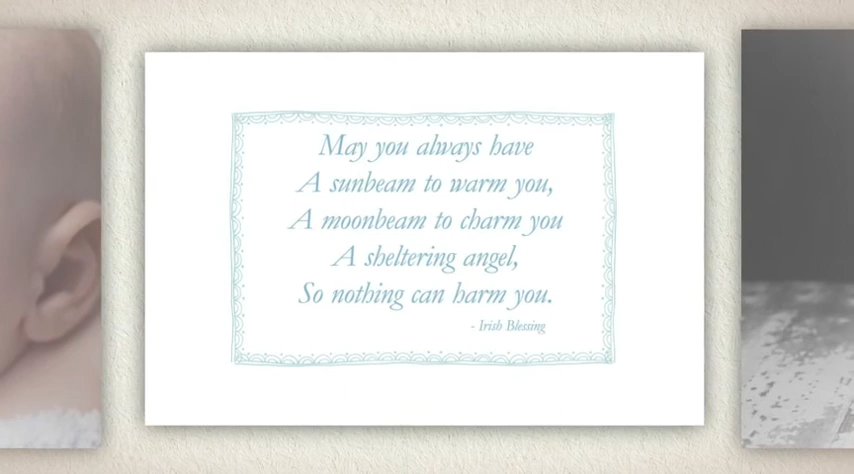 May you always have
A sunbeam to warm you,
A moonbeam to charm you
A sheltering angel,
So nothing can harm you.
- Irish Blessing